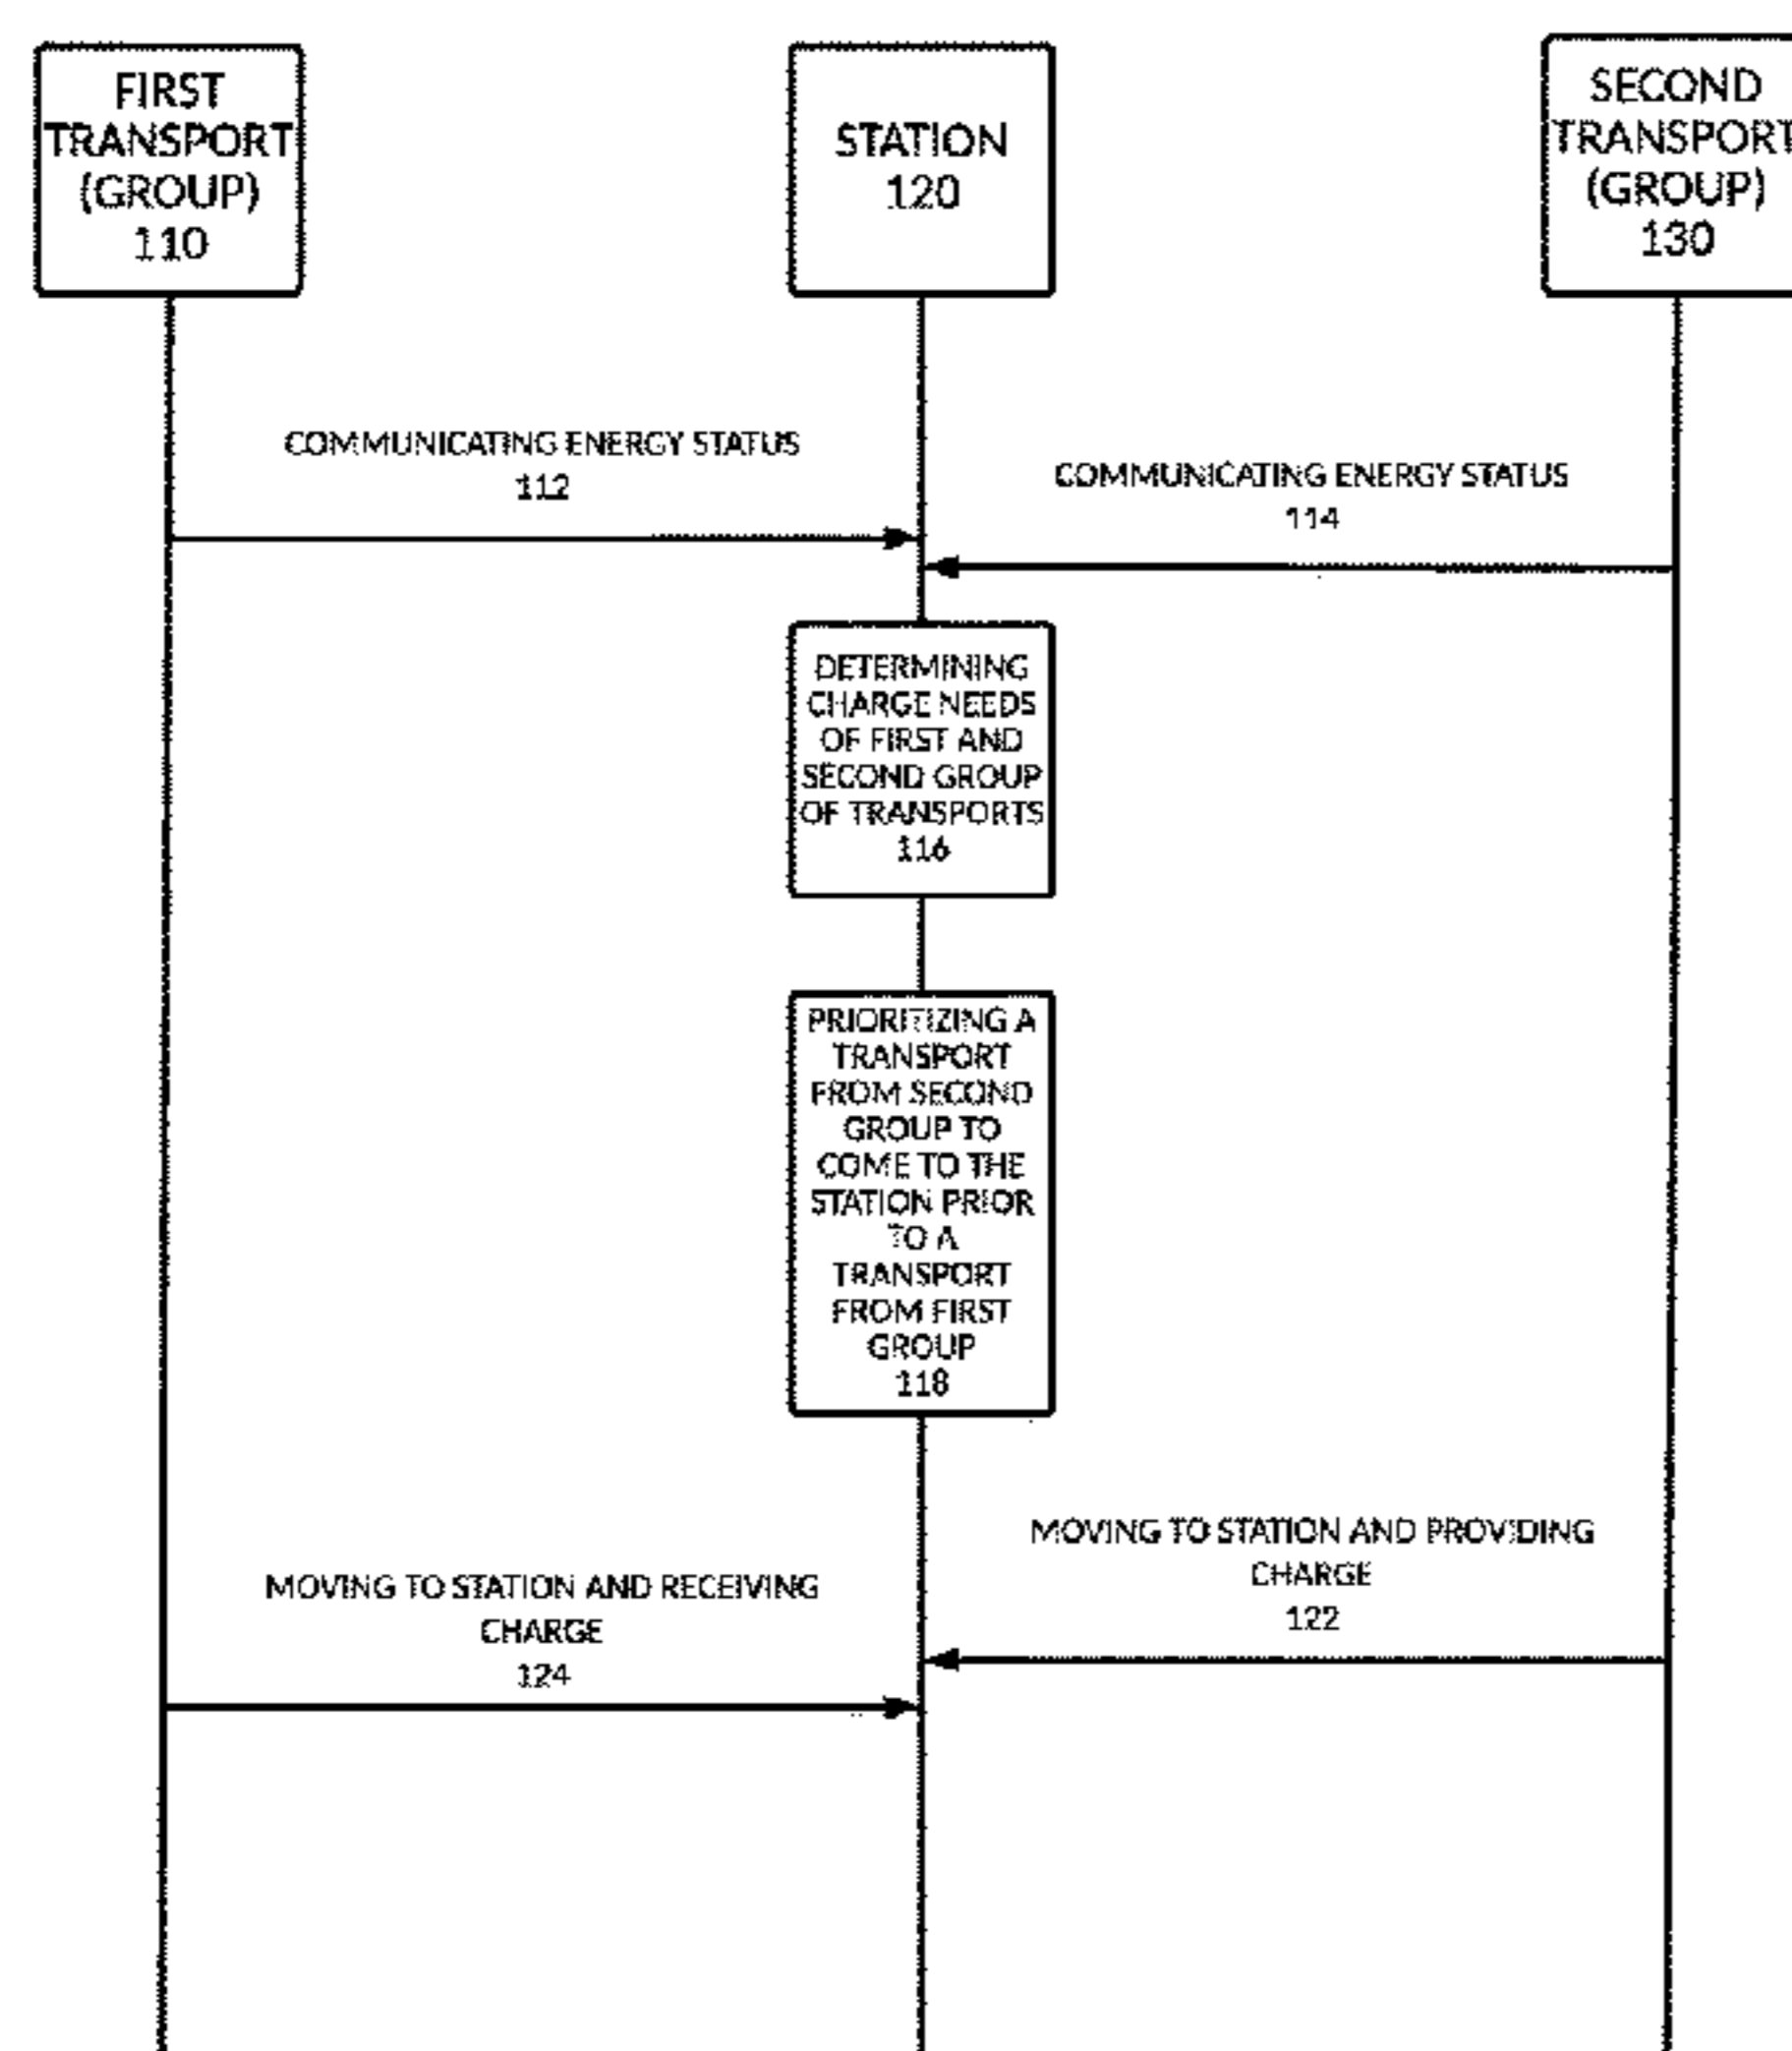 FIRST
TRANSPORT
(GROUP)
110
STATION
120
SECOND
TRANSPORT
(GROUP)
130
COMMUNICATING ENERGY STATUS
112
COMMUNICATING ENERGY STATUS
114
DETERMINING
CHARGE NEEDS
OF FIRST AND
SECOND GROUP
OF TRANSPORTS
116
PRIORITIZING A
TRANSPORT
FROM SECOND
GROUP TO
COME TO THE
STATION PRIOR
TO A
TRANSPORT
FROM FIRST
GROUP
118
MOVING TO STATION AND PROVIDING
CHARGE
122
MOVING TO STATION AND RECEIVING
CHARGE
124